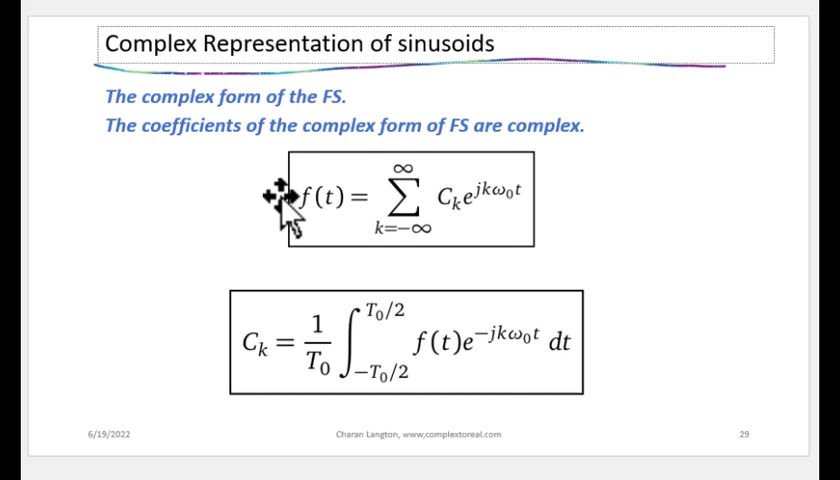 Complex Representation of sinusoids
The complex form of the FS.
The coefficients of the complex form of FS are complex.
f(t) = ∑_{k=−∞}^{∞} C_k e^{jkω₀t}
C_k = \frac{1}{T₀} ∫_{−T₀/2}^{T₀/2} f(t)e^{−jkω₀t} dt
6/19/2022 Charan Langton, www,complextoreal.com 29